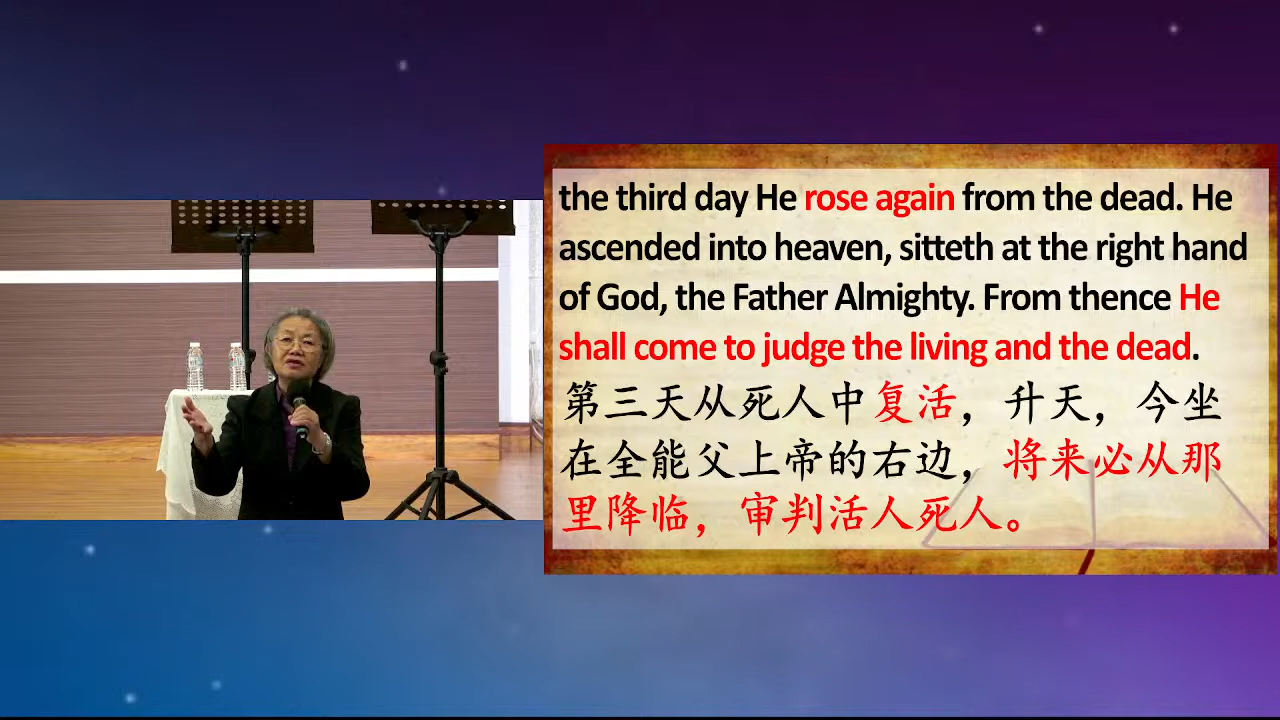 the third day He rose again from the dead. He
ascended into heaven, sitteth at the right hand
of God, the Father Almighty. From thence He
shall come to judge the living and the dead.
第三天从死人中复活，升天，今坐
在全能父上帝的右边，将来必从那
里降临，审判活人死人。